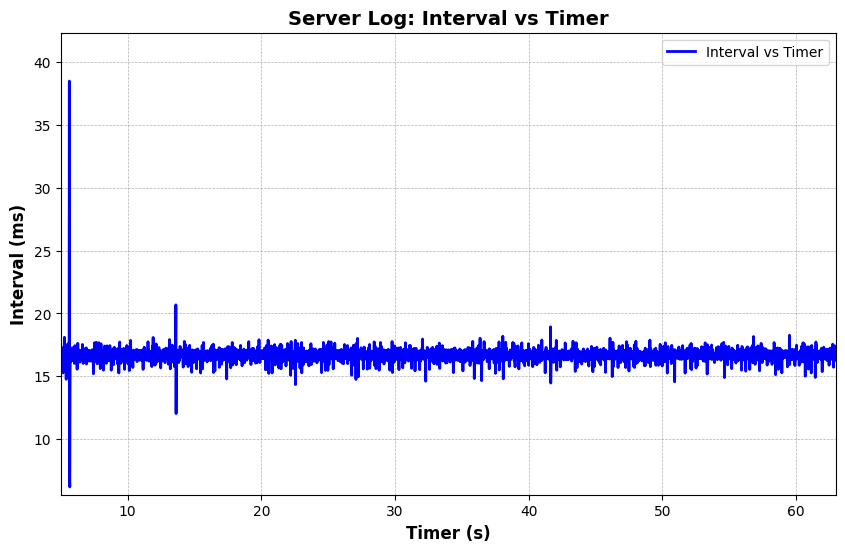 Server Log: Interval vs Timer
Interval vs Timer
40
35
30
25
20
15
10
Interval (ms)
10 20 30 40 50 60
Timer (s)